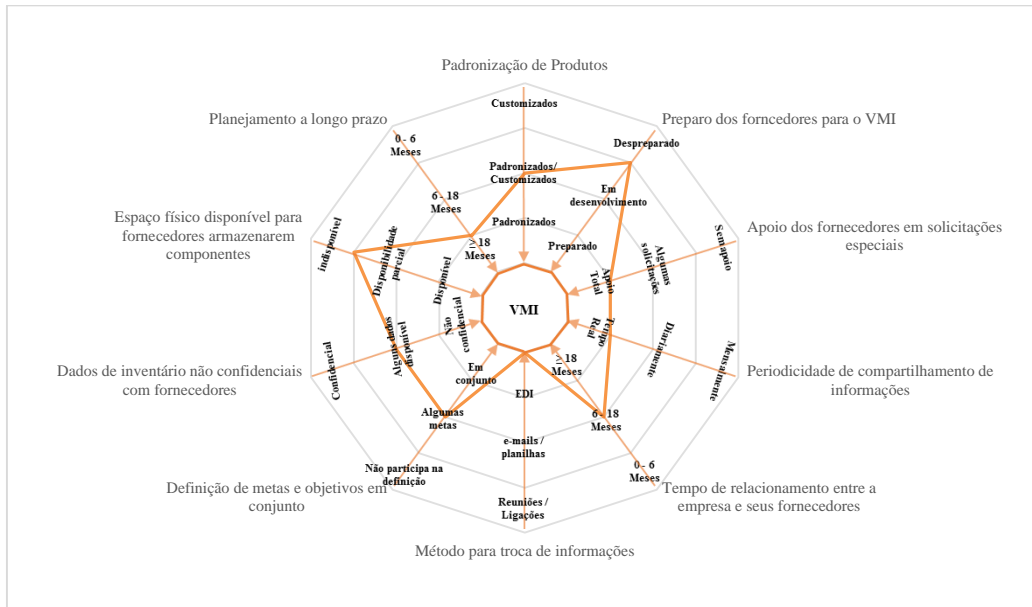 Padronização de Produtos
Customizados
Planejamento a longo prazo
Preparo dos forncedores para o VMI
0 - 6
Meses
Despreparado
Padronizados/
Customizados
Em
desenvolvimento
6 - 18
Meses
Espaço físico disponível para
fornecedores armazenarem
componentes
indisponível
Disponibilidade
parcial
Disponível
Padronizados
≥ 18
Meses
Preparado
Apoio
Total
Algumas
solicitações
Semapoio
Apoio dos fornecedores em solicitações
especiais
VMI
Dados de inventário não confidenciais
com fornecedores
Confidencial
Alguns dados
disponível
Não
confidencial
Tempo
Real
Diariamente
Mensalmente
Periodicidade de compartilhamento de
informações
Em
conjunto
≥ 18
Meses
EDI
Algumas
metas
6 - 18
Meses
e-mails /
planilhas
Não participa na
definição
0 - 6
Meses
Definição de metas e objetivos em
conjunto
Reuniões /
Ligações
Tempo de relacionamento entre a
empresa e seus fornecedores
Método para troca de informações